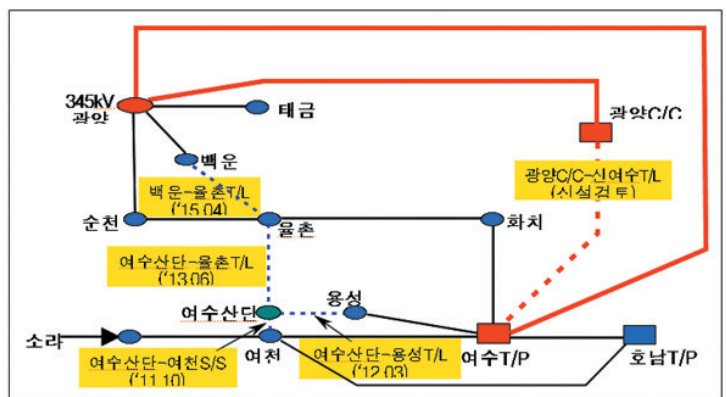 345kV
광양
태금
광양C/C
백운
백운-율촌T/L
('15.04)
광양C/C-신여수T/L
(신설검토)
순천
율촌
화치
여수산단-율촌T/L
('13.06)
용성
여수산단
소라
여수산단-여천S/S
('11.10)
여천
여수산단-용성T/L
('12.03)
여수T/P
호남T/P